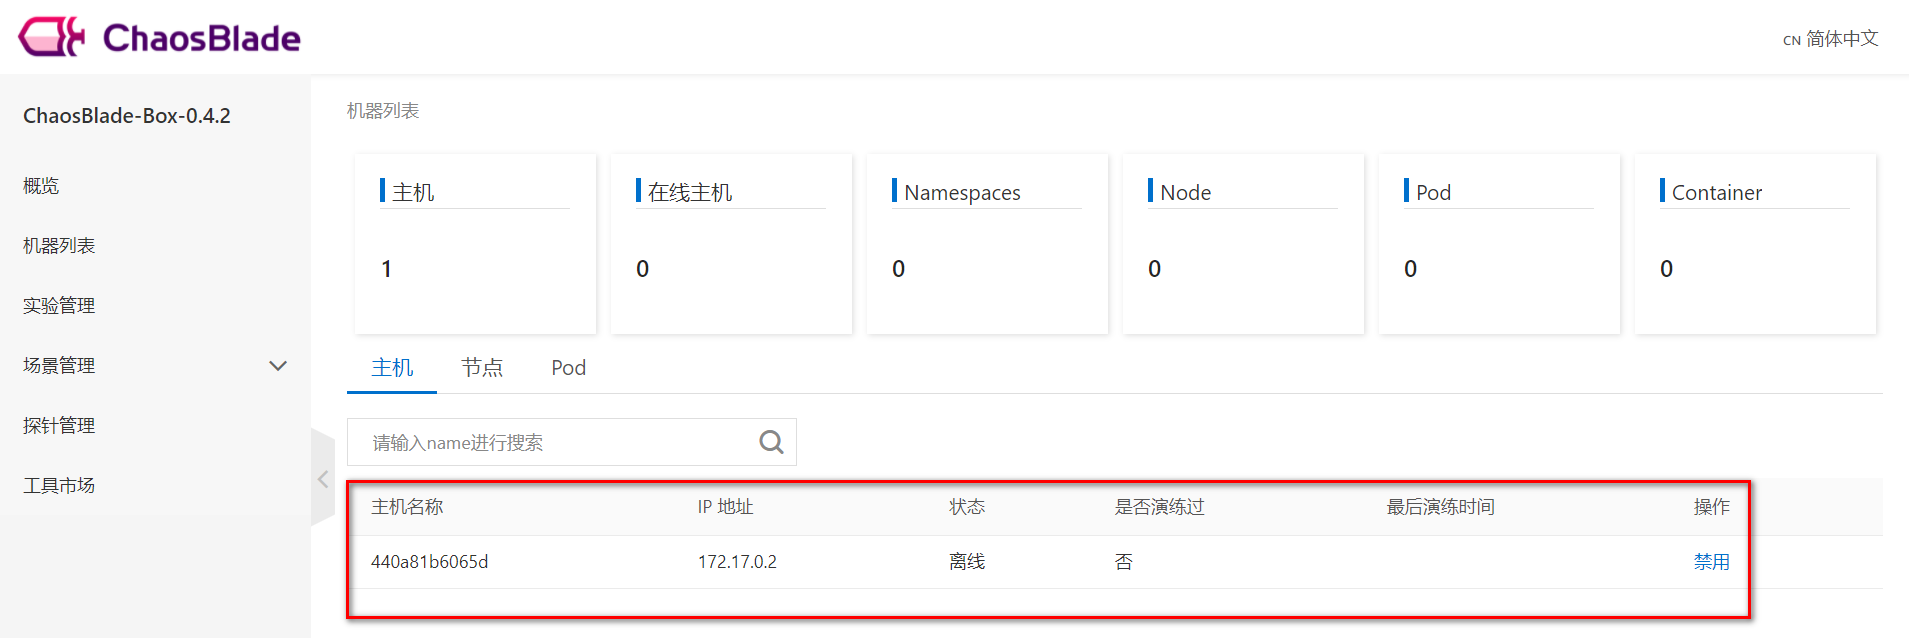 ChaosBlade
CN 简体中文
ChaosBlade-Box-0.4.2
概览
机器列表
实验管理
场景管理
探针管理
工具市场
机器列表
主机 在线主机 Namespaces Node Pod Container
1 0 0 0 0 0
主机 节点 Pod
请输入name进行搜索
主机名称 IP 地址 状态 是否演练过 最后演练时间 操作
440a81b6065d 172.17.0.2 离线 否 禁用